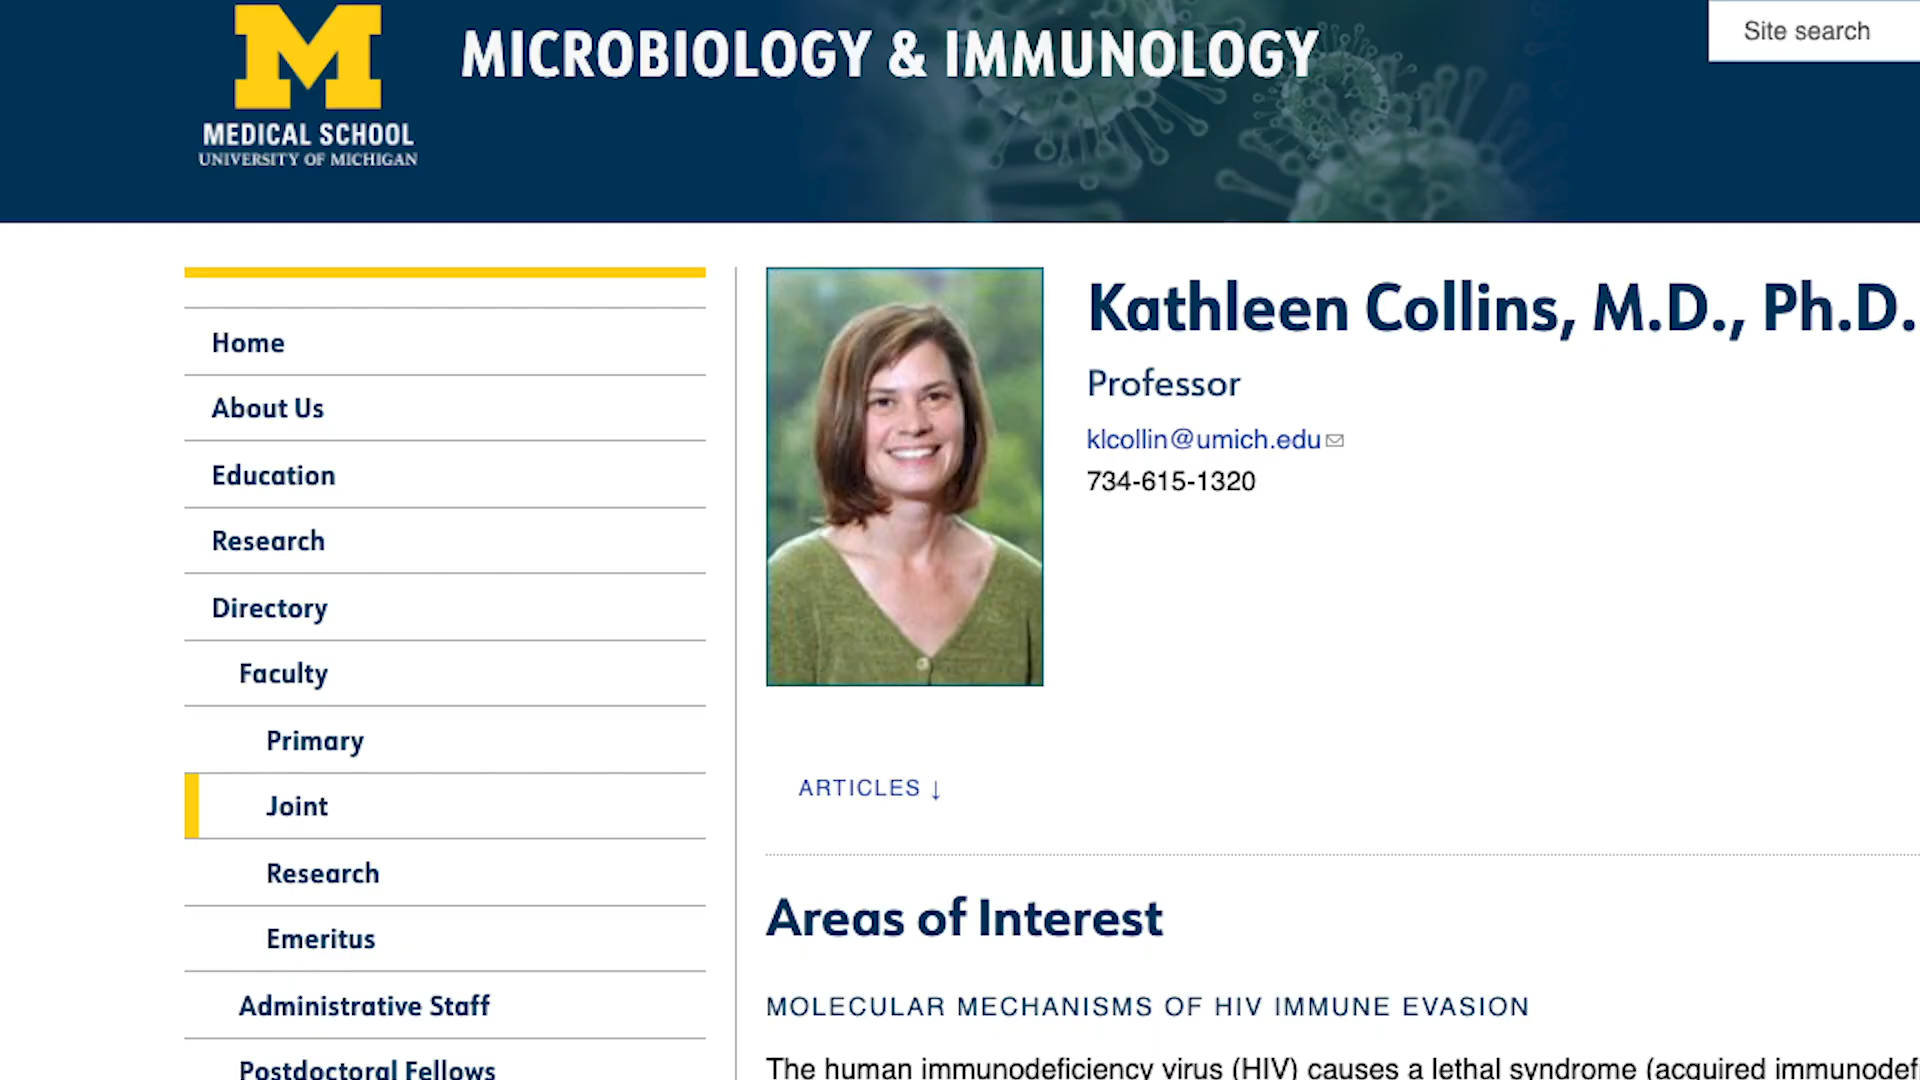 M
MEDICAL SCHOOL
UNIVERSITY OF MICHIGAN
MICROBIOLOGY & IMMUNOLOGY
Site search
Home
About Us
Education
Research
Directory
Faculty
Primary
Joint
Research
Emeritus
Administrative Staff
Postdoctoral Fellows
Kathleen Collins, M.D., Ph.D.
Professor
klcollin@umich.edu
734-615-1320
ARTICLES ↓
Areas of Interest
MOLECULAR MECHANISMS OF HIV IMMUNE EVASION
The human immunodeficiency virus (HIV) causes a lethal syndrome (acquired immunodef